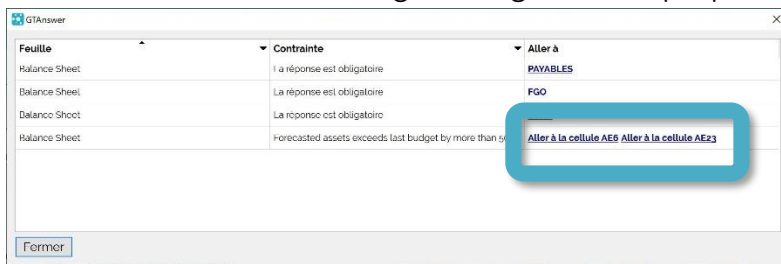 GTAnswer
Feuille Contrainte Aller à
Balance Sheet La réponse est obligatoire PAYABLES
Balance Sheet La réponse est obligatoire FGO
Balance Sheet La réponse est obligatoire
Balance Sheet Forecasted assets exceeds last budget by more than Aller à la cellule AE6 Aller à la cellule AE23
Fermer